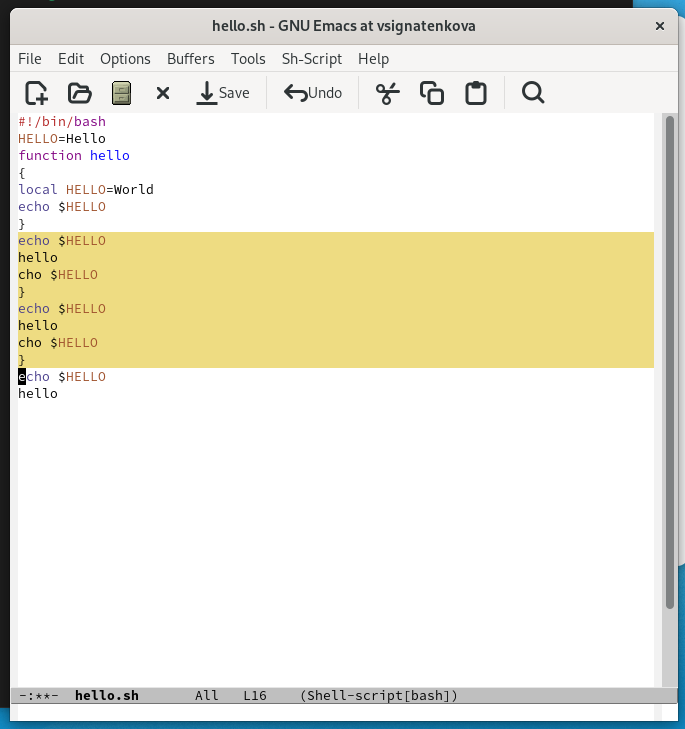 hello.sh - GNU Emacs at vsignatenkova ×
File Edit Options Buffers Tools Sh-Script Help
Save Undo
#!/bin/bash
HELLO=Hello
function hello
{
local HELLO=World
echo $HELLO
}
echo $HELLO
hello
cho $HELLO
}
echo $HELLO
hello
cho $HELLO
}
echo $HELLO
hello
-:**- hello.sh All L16 (Shell-script[bash])